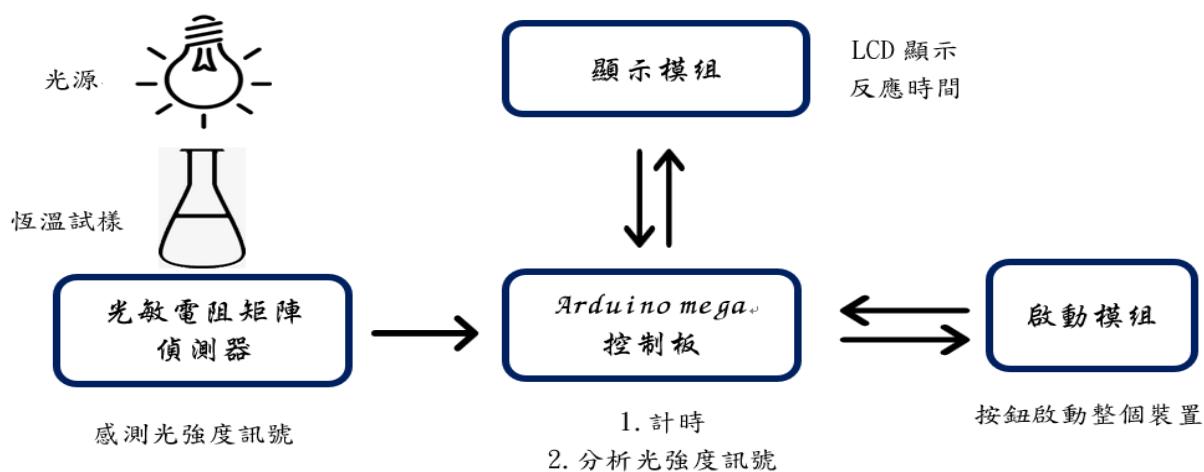 光源
恆溫試樣
光敏電阻矩陣
偵測器
感測光強度訊號
顯示模組
LCD 顯示
反應時間
Arduino mega
控制板
1. 計時
2. 分析光強度訊號
啟動模組
按鈕啟動整個裝置